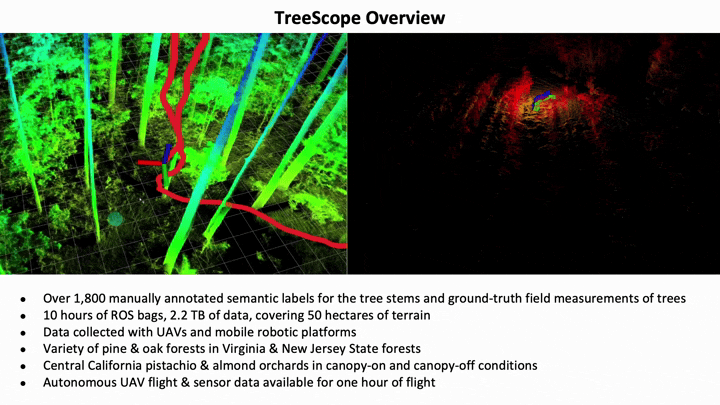 TreeScope Overview
• Over 1,800 manually annotated semantic labels for the tree stems and ground-truth field measurements of trees
• 10 hours of ROS bags, 2.2 TB of data, covering 50 hectares of terrain
• Data collected with UAVs and mobile robotic platforms
• Variety of pine & oak forests in Virginia & New Jersey State forests
• Central California pistachio & almond orchards in canopy-on and canopy-off conditions
• Autonomous UAV flight & sensor data available for one hour of flight